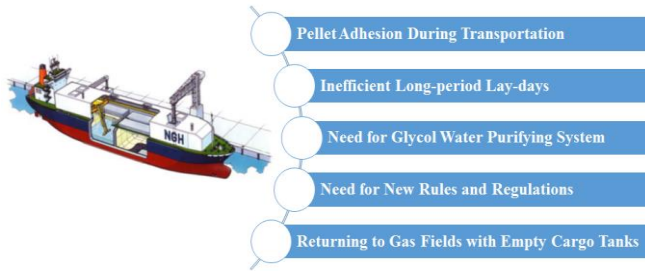 NGH
Pellet Adhesion During Transportation
Inefficient Long-period Lay-days
Need for Glycol Water Purifying System
Need for New Rules and Regulations
Returning to Gas Fields with Empty Cargo Tanks